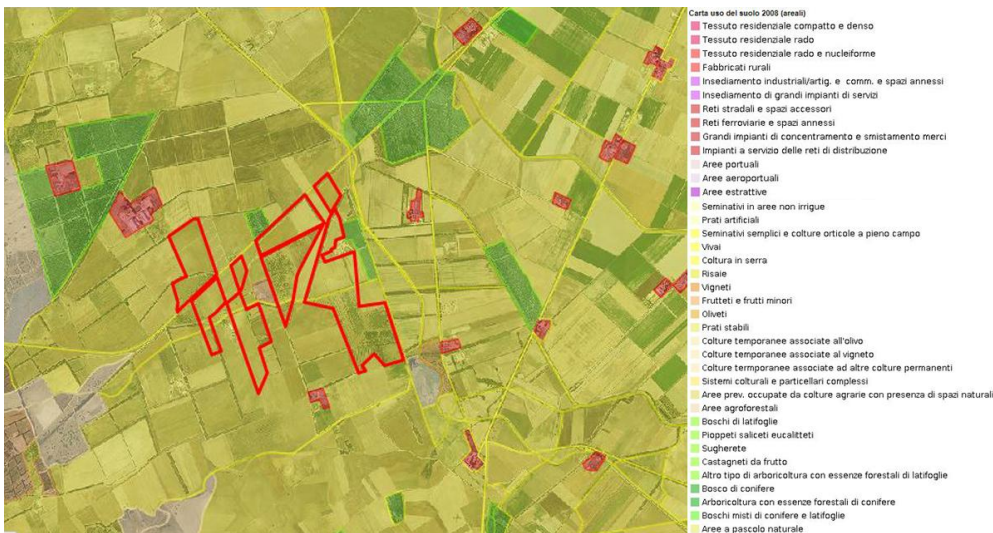 Carta uso del suolo 2008 (areali)
Tessuto residenziale compatto e denso
Tessuto residenziale rado
Tessuto residenziale rado e nucleiforme
Fabbricati rurali
Insediamento industriali/artig. e comm. e spazi annessi
Insediamento di grandi impianti di servizi
Reti stradali e spazi accessori
Reti ferroviarie e spazi annessi
Grandi impianti di concentramento e smistamento merci
Impianti a servizio delle reti di distribuzione
Aree portuali
Aree aeroportuali
Aree estrattive
Seminativi in aree non irrigue
Prati artificiali
Seminativi semplici e colture orticole a pieno campo
Vivai
Coltura in serra
Risaie
Vigneti
Frutteti e frutti minori
Oliveti
Prati stabili
Colture temporanee associate all'olivo
Colture temporanee associate al vigneto
Colture termporanee associate ad altre colture permanenti
Sistemi colturali e particellari complessi
Aree prev. occupate da colture agrarie con presenza di spazi naturali
Aree agroforestali
Boschi di latifoglie
Pioppeti saliceti eucalitteti
Sugherete
Castagneti da frutto
Altro tipo di arboricoltura con essenze forestali di latifoglie
Bosco di conifere
Arboricoltura con essenze forestali di conifere
Boschi misti di conifere e latifoglie
Aree a pascolo naturale